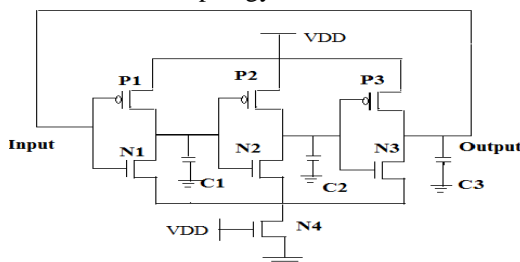 VDD
P1 P2 P3
Input N1 N2 N3 Output
C1 C2 C3
VDD N4